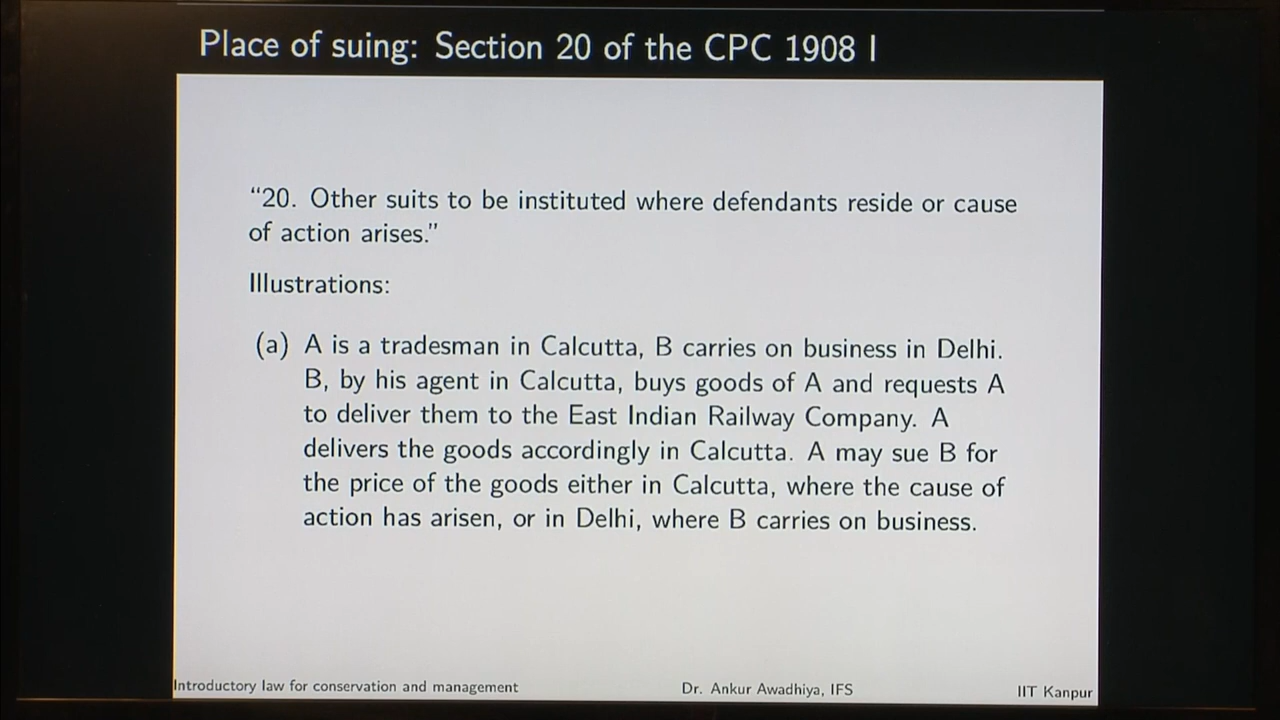 Place of suing: Section 20 of the CPC 1908 I
“20. Other suits to be instituted where defendants reside or cause
of action arises.”
Illustrations:
(a) A is a tradesman in Calcutta, B carries on business in Delhi.
B, by his agent in Calcutta, buys goods of A and requests A
to deliver them to the East Indian Railway Company. A
delivers the goods accordingly in Calcutta. A may sue B for
the price of the goods either in Calcutta, where the cause of
action has arisen, or in Delhi, where B carries on business.
Introductory law for conservation and management Dr. Ankur Awadhiya, IFS IIT Kanpur